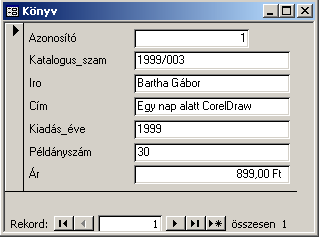 Könyv
Azonosító 1
Katalogus_szam 1999/003
Iro Bartha Gábor
Cím Egy nap alatt CorelDraw
Kiadás_éve 1999
Példányszám 30
Ár 899,00 Ft
Rekord: 1 összesen 1